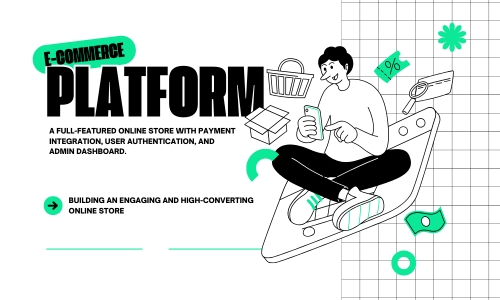 E-COMMERCE
PLATFORM
A FULL-FEATURED ONLINE STORE WITH PAYMENT
INTEGRATION, USER AUTHENTICATION, AND
ADMIN DASHBOARD.
BUILDING AN ENGAGING AND HIGH-CONVERTING
ONLINE STORE
%